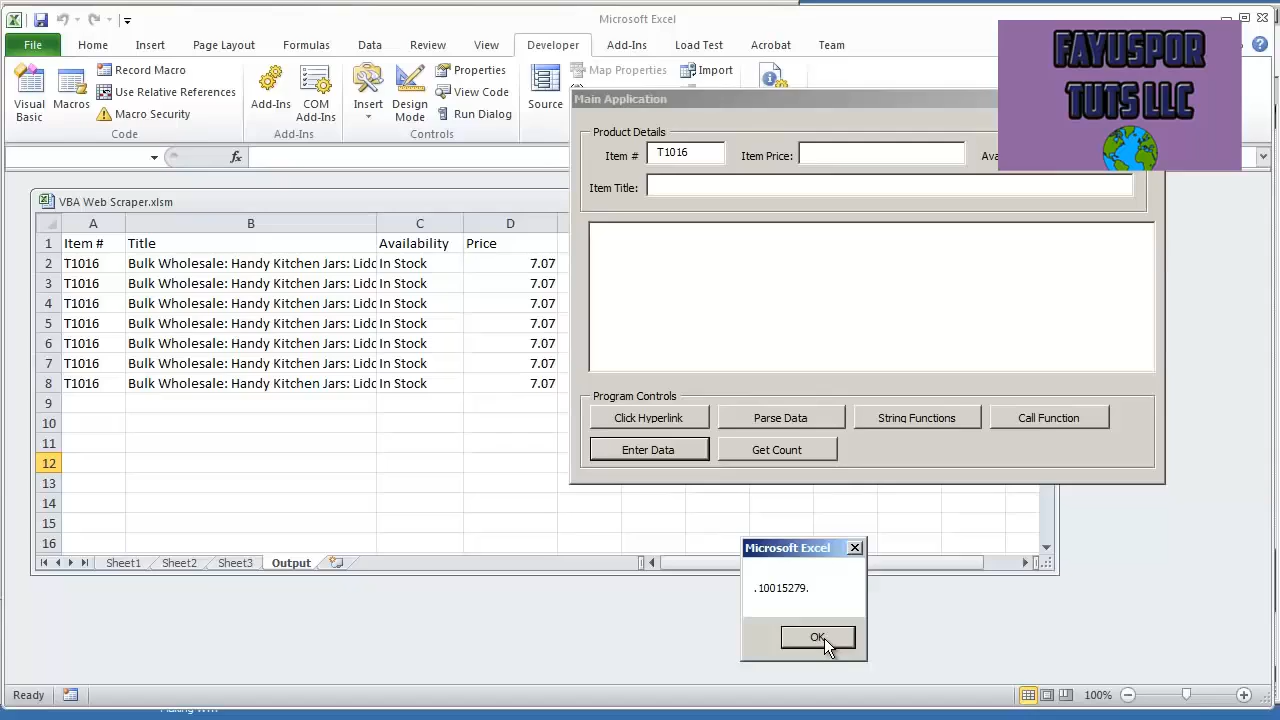 Microsoft Excel
File Home Insert Page Layout Formulas Data Review View Developer Add-Ins Load Test Acrobat Team
Visual Basic
Macros
Record Macro
Use Relative References
Macro Security
Code
Add-Ins
COM Add-Ins
Add-Ins
Insert
Design Mode
Properties
View Code
Run Dialog
Controls
Source
Map Properties
Import
FAYUSPOR
TUTS LLC
fx
Main Application
Product Details
Item # T1016 Item Price:
Item Title:
Program Controls
Click Hyperlink Parse Data String Functions Call Function
Enter Data Get Count
VBA Web Scraper.xlsm
A B C D
1 Item # Title Availability Price
2 T1016 Bulk Wholesale: Handy Kitchen Jars: Lidd In Stock 7.07
3 T1016 Bulk Wholesale: Handy Kitchen Jars: Lidd In Stock 7.07
4 T1016 Bulk Wholesale: Handy Kitchen Jars: Lidd In Stock 7.07
5 T1016 Bulk Wholesale: Handy Kitchen Jars: Lidd In Stock 7.07
6 T1016 Bulk Wholesale: Handy Kitchen Jars: Lidd In Stock 7.07
7 T1016 Bulk Wholesale: Handy Kitchen Jars: Lidd In Stock 7.07
8 T1016 Bulk Wholesale: Handy Kitchen Jars: Lidd In Stock 7.07
9
10
11
12
13
14
15
16
Sheet1 Sheet2 Sheet3 Output
Microsoft Excel
.10015279.
OK
Ready
100%